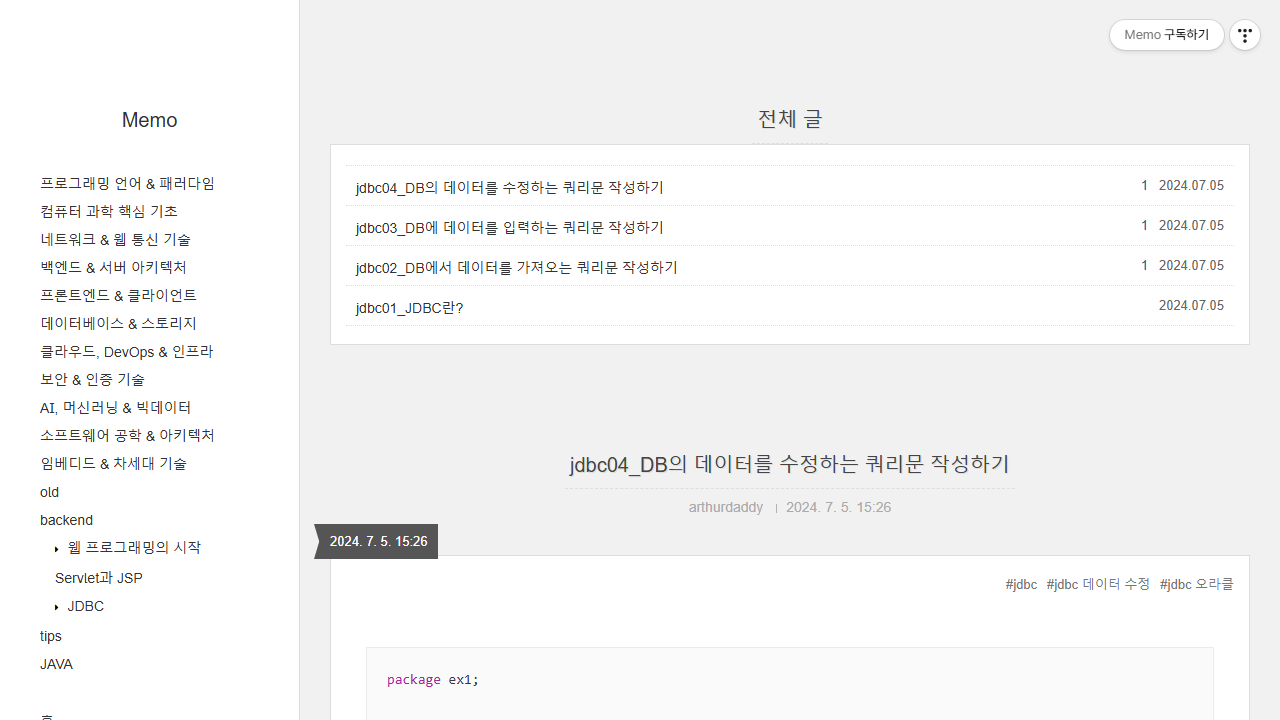 Memo
프로그래밍 언어 & 패러다임
컴퓨터 과학 핵심 기초
네트워크 & 웹 통신 기술
백엔드 & 서버 아키텍처
프론트엔드 & 클라이언트
데이터베이스 & 스토리지
클라우드, DevOps & 인프라
보안 & 인증 기술
AI, 머신러닝 & 빅데이터
소프트웨어 공학 & 아키텍처
임베디드 & 차세대 기술
old
backend
웹 프로그래밍의 시작
Servlet과 JSP
JDBC
tips
JAVA
Memo 구독하기
전체 글
jdbc04_DB의 데이터를 수정하는 쿼리문 작성하기 1 2024.07.05
jdbc03_DB에 데이터를 입력하는 쿼리문 작성하기 1 2024.07.05
jdbc02_DB에서 데이터를 가져오는 쿼리문 작성하기 1 2024.07.05
jdbc01_JDBC란? 2024.07.05
jdbc04_DB의 데이터를 수정하는 쿼리문 작성하기
arthurdaddy | 2024. 7. 5. 15:26
2024. 7. 5. 15:26
#jdbc #jdbc 데이터 수정 #jdbc 오라클
package ex1;